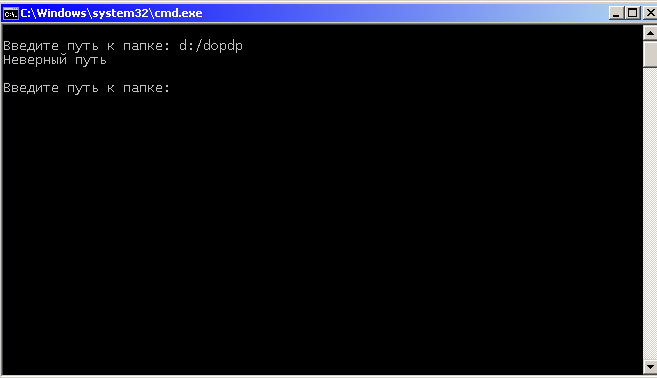 C:\Windows\system32\cmd.exe
Введите путь к папке: d:/dopdp
Неверный путь
Введите путь к папке: